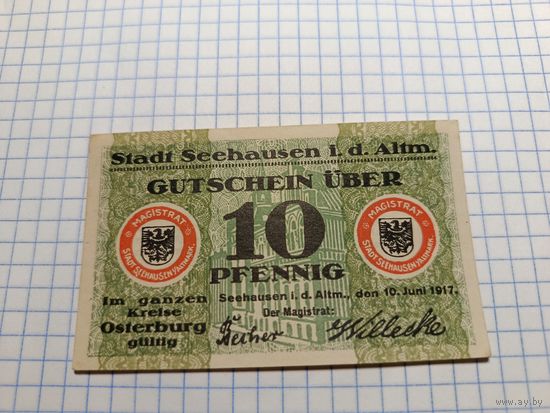 Stadt Seehausen i. d. Altm.
GUTSCHEIN ÜBER
10
PFENNIG
MAGISTRAT
STADT SEEHAUSEN I/ALTMARK.
MAGISTRAT
STADT SEEHAUSEN I/ALTMARK.
Im ganzen
Kreise
Osterburg
gültig
Seehausen i. d. Altm., den 10. Juni 1917.
Der Magistrat:
Willecke
www.ay.by